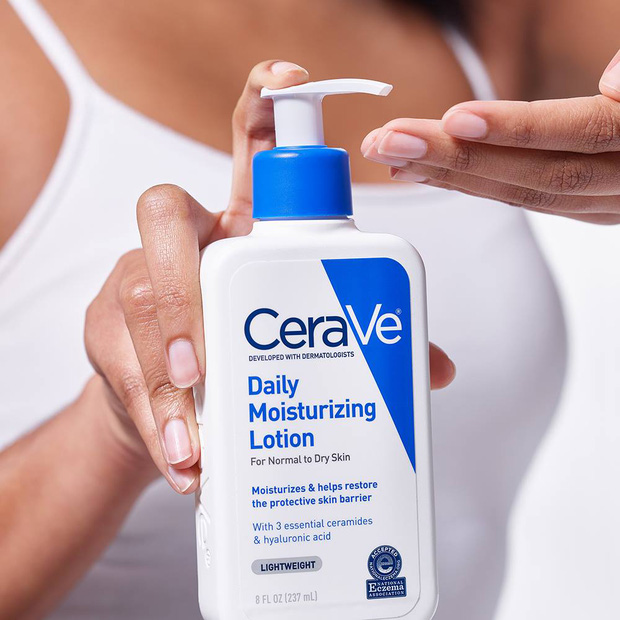 CeraVe®
DEVELOPED WITH DERMATOLOGISTS
Daily
Moisturizing
Lotion
For Normal to Dry Skin
Moisturizes & helps restore
the protective skin barrier
With 3 essential ceramides
& hyaluronic acid
LIGHTWEIGHT
8 FL OZ (237 mL)
ACCEPTED
NATIONAL
Eczema
ASSOCIATION